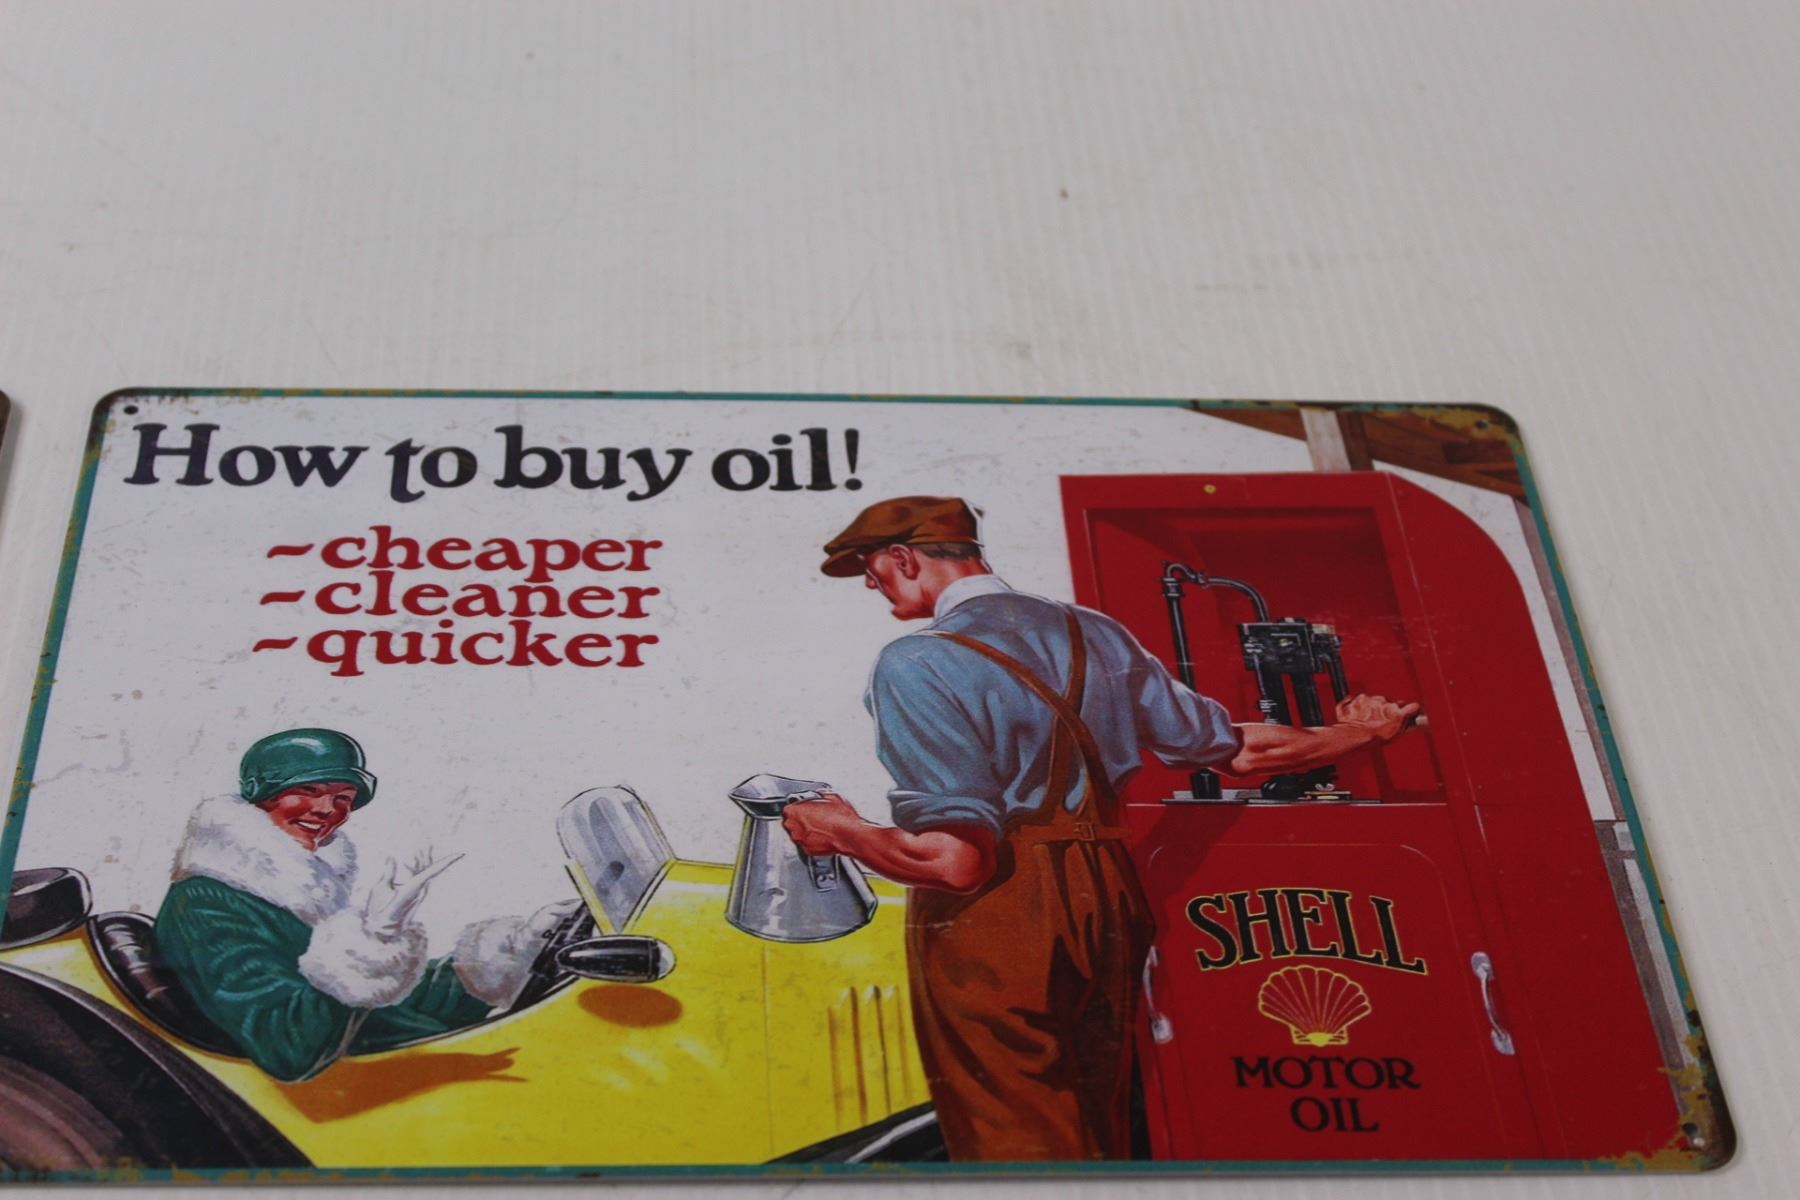 How to buy oil!
~cheaper
~cleaner
~quicker
SHELL
MOTOR
OIL